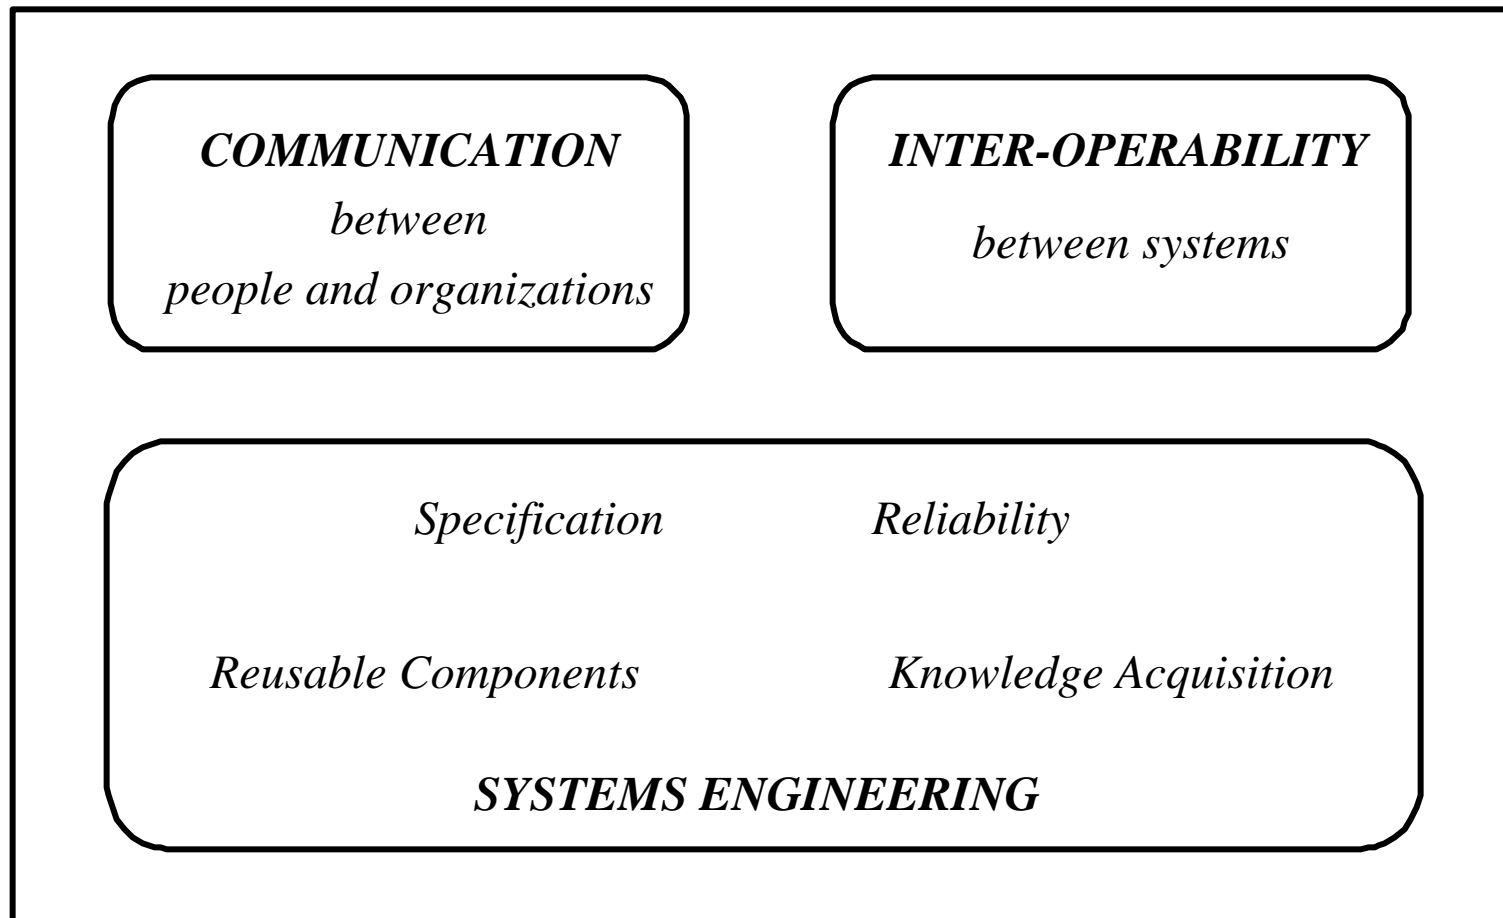 COMMUNICATION
between
people and organizations
INTER-OPERABILITY
between systems
Specification
Reliability
Reusable Components
Knowledge Acquisition
SYSTEMS ENGINEERING